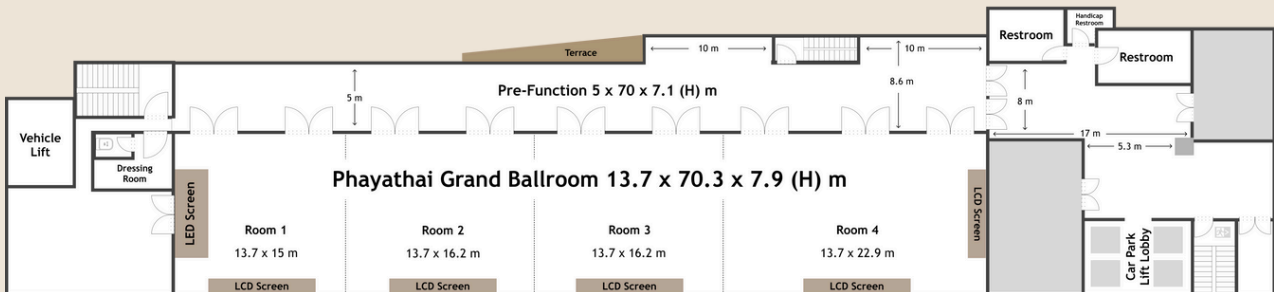 Handicap
Restroom
Restroom
Restroom
Terrace
10 m
10 m
8.6 m
5 m
Pre-Function 5 x 70 x 7.1 (H) m
8 m
17 m
5.3 m
Vehicle
Lift
Dressing
Room
Phayathai Grand Ballroom 13.7 x 70.3 x 7.9 (H) m
LED Screen
LCD Screen
Room 1
13.7 x 15 m
Room 2
13.7 x 16.2 m
Room 3
13.7 x 16.2 m
Room 4
13.7 x 22.9 m
LCD Screen
LCD Screen
LCD Screen
LCD Screen
Car Park
Lift Lobby